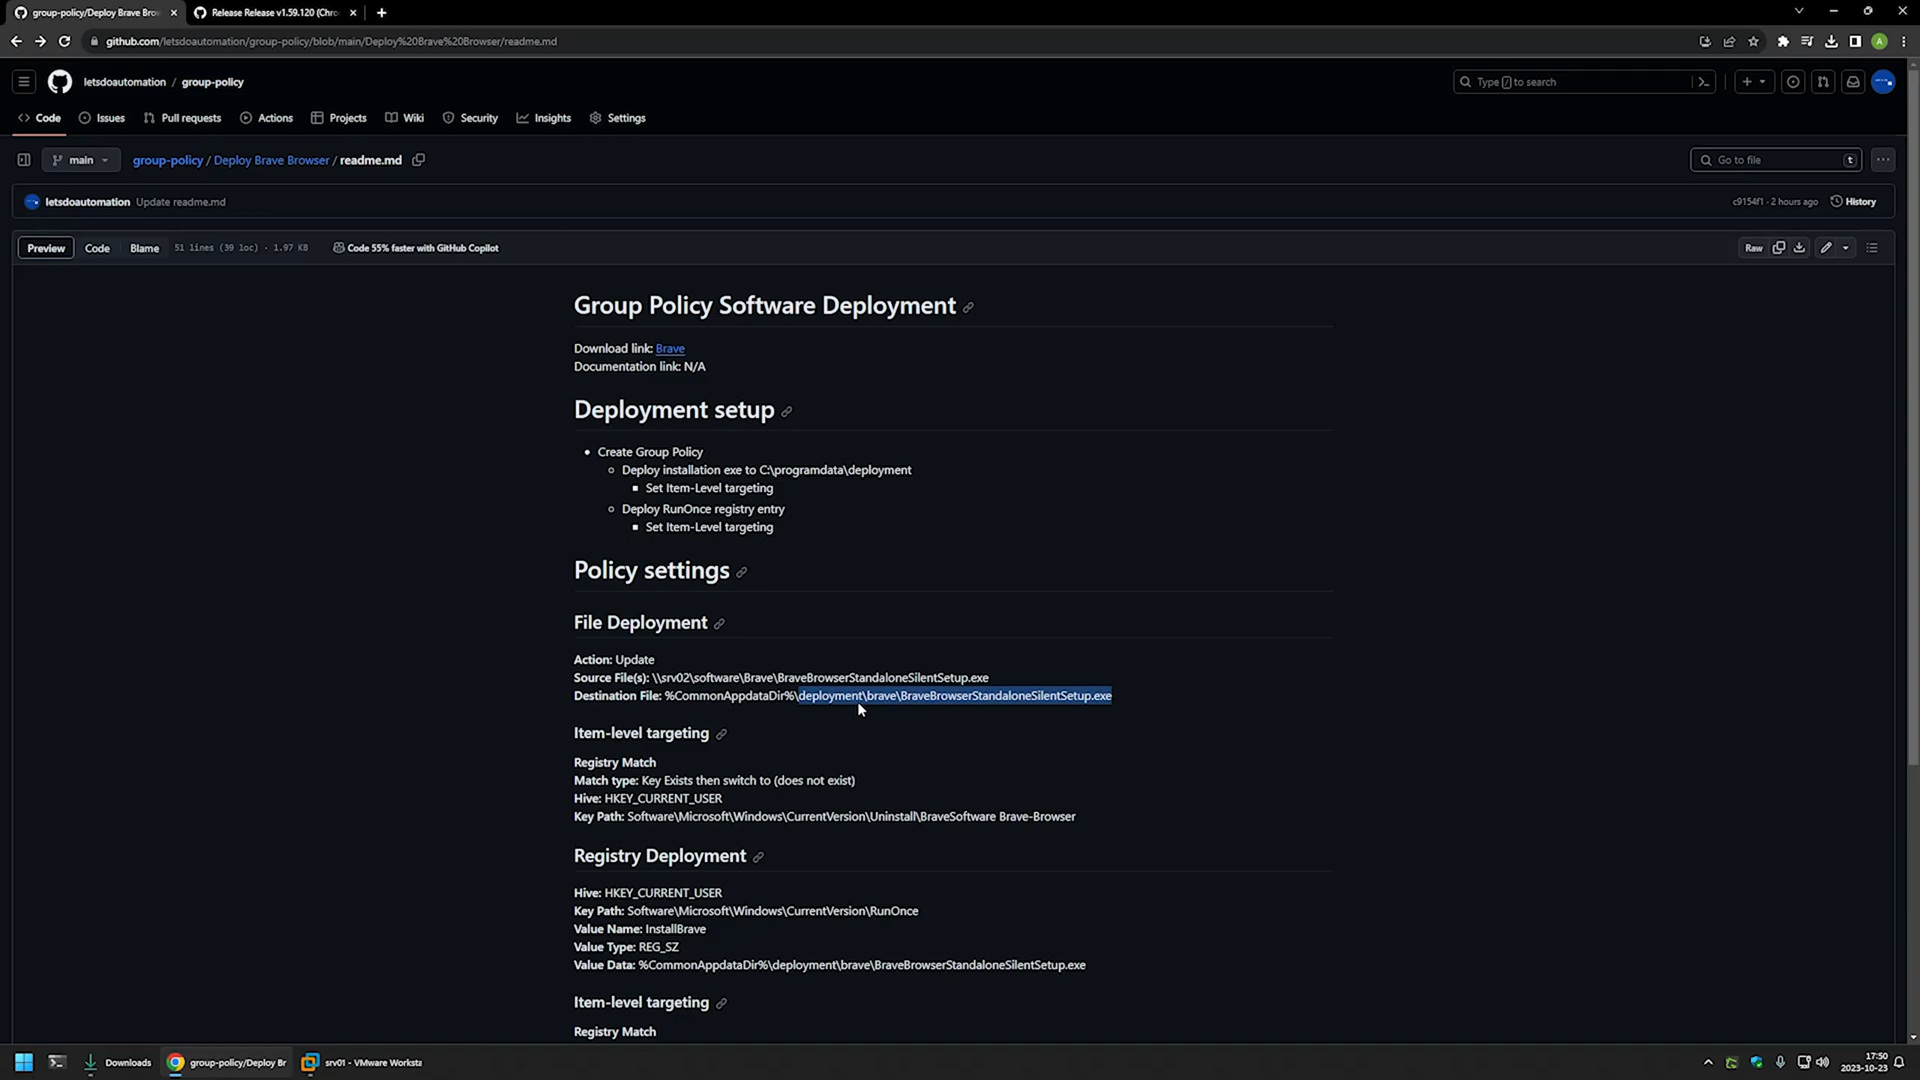 group-policy/Deploy Brave Brow
Release Release v1.59.120 (Chro
github.com/letsdoautomation/group-policy/blob/main/Deploy%20Brave%20Browser/readme.md
A
letsdoautomation / group-policy
Type / to search
Code
Issues
Pull requests
Actions
Projects
Wiki
Security
Insights
Settings
main
group-policy / Deploy Brave Browser / readme.md
Go to file
t
letsdoautomation Update readme.md
c9154f1 · 2 hours ago
History
Preview
Code
Blame
51 lines (39 loc) · 1.97 KB
Code 55% faster with GitHub Copilot
Raw
Group Policy Software Deployment
Download link: Brave
Documentation link: N/A
Deployment setup
• Create Group Policy
○ Deploy installation exe to C:\programdata\deployment
▪ Set Item-Level targeting
○ Deploy RunOnce registry entry
▪ Set Item-Level targeting
Policy settings
File Deployment
Action: Update
Source File(s): \\srv02\software\Brave\BraveBrowserStandaloneSilentSetup.exe
Destination File: %CommonAppdataDir%\deployment\brave\BraveBrowserStandaloneSilentSetup.exe
Item-level targeting
Registry Match
Match type: Key Exists then switch to (does not exist)
Hive: HKEY_CURRENT_USER
Key Path: Software\Microsoft\Windows\CurrentVersion\Uninstall\BraveSoftware Brave-Browser
Registry Deployment
Hive: HKEY_CURRENT_USER
Key Path: Software\Microsoft\Windows\CurrentVersion\RunOnce
Value Name: InstallBrave
Value Type: REG_SZ
Value Data: %CommonAppdataDir%\deployment\brave\BraveBrowserStandaloneSilentSetup.exe
Item-level targeting
Registry Match
Downloads
group-policy/Deploy Br
srv01 - VMware Worksta
17:50
2023-10-23